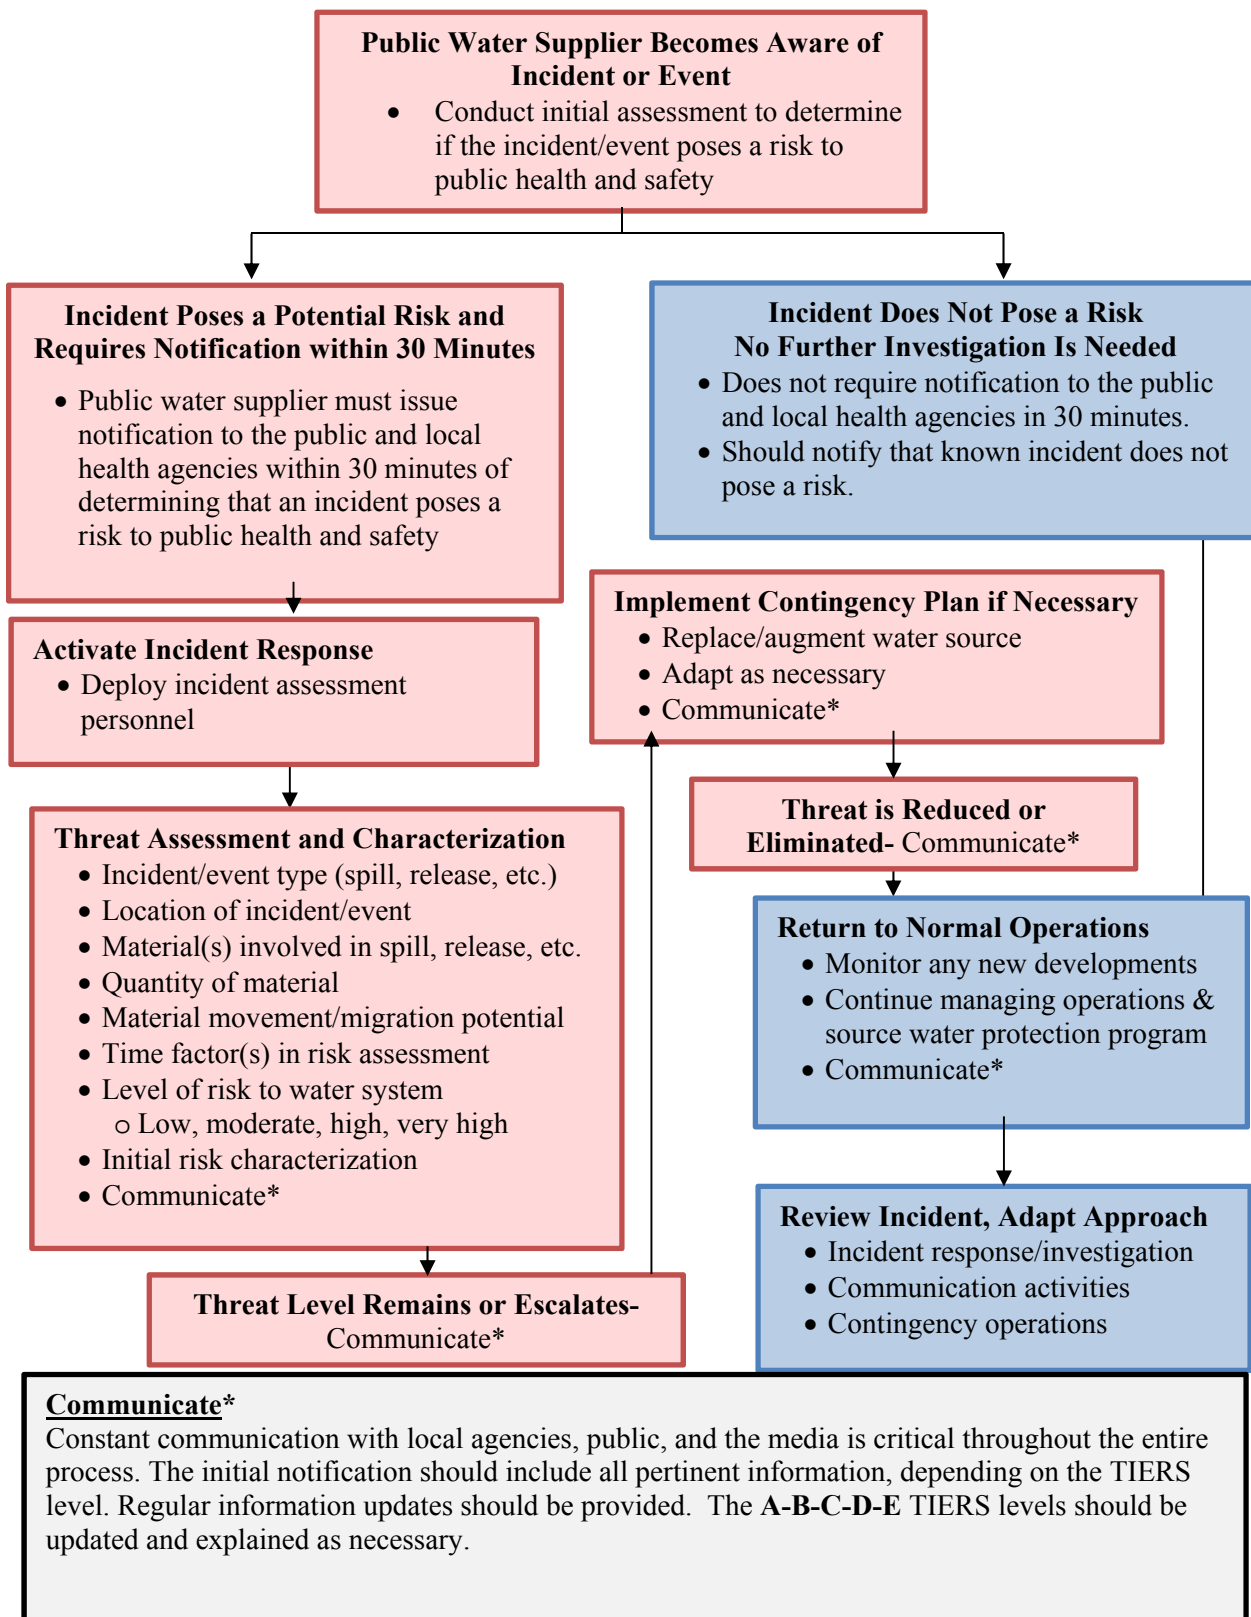 Public Water Supplier Becomes Aware of
Incident or Event
• Conduct initial assessment to determine
if the incident/event poses a risk to
public health and safety
Incident Poses a Potential Risk and
Requires Notification within 30 Minutes
• Public water supplier must issue
notification to the public and local
health agencies within 30 minutes of
determining that an incident poses a
risk to public health and safety
Incident Does Not Pose a Risk
No Further Investigation Is Needed
• Does not require notification to the public
and local health agencies in 30 minutes.
• Should notify that known incident does not
pose a risk.
Activate Incident Response
• Deploy incident assessment
personnel
Threat Assessment and Characterization
• Incident/event type (spill, release, etc.)
• Location of incident/event
• Material(s) involved in spill, release, etc.
• Quantity of material
• Material movement/migration potential
• Time factor(s) in risk assessment
• Level of risk to water system
o Low, moderate, high, very high
• Initial risk characterization
• Communicate*
Threat Level Remains or Escalates-
Communicate*
Implement Contingency Plan if Necessary
• Replace/augment water source
• Adapt as necessary
• Communicate*
Threat is Reduced or
Eliminated- Communicate*
Return to Normal Operations
• Monitor any new developments
• Continue managing operations &
source water protection program
• Communicate*
Review Incident, Adapt Approach
• Incident response/investigation
• Communication activities
• Contingency operations
Communicate*
Constant communication with local agencies, public, and the media is critical throughout the entire
process. The initial notification should include all pertinent information, depending on the TIERS
level. Regular information updates should be provided.  The A-B-C-D-E TIERS levels should be
updated and explained as necessary.